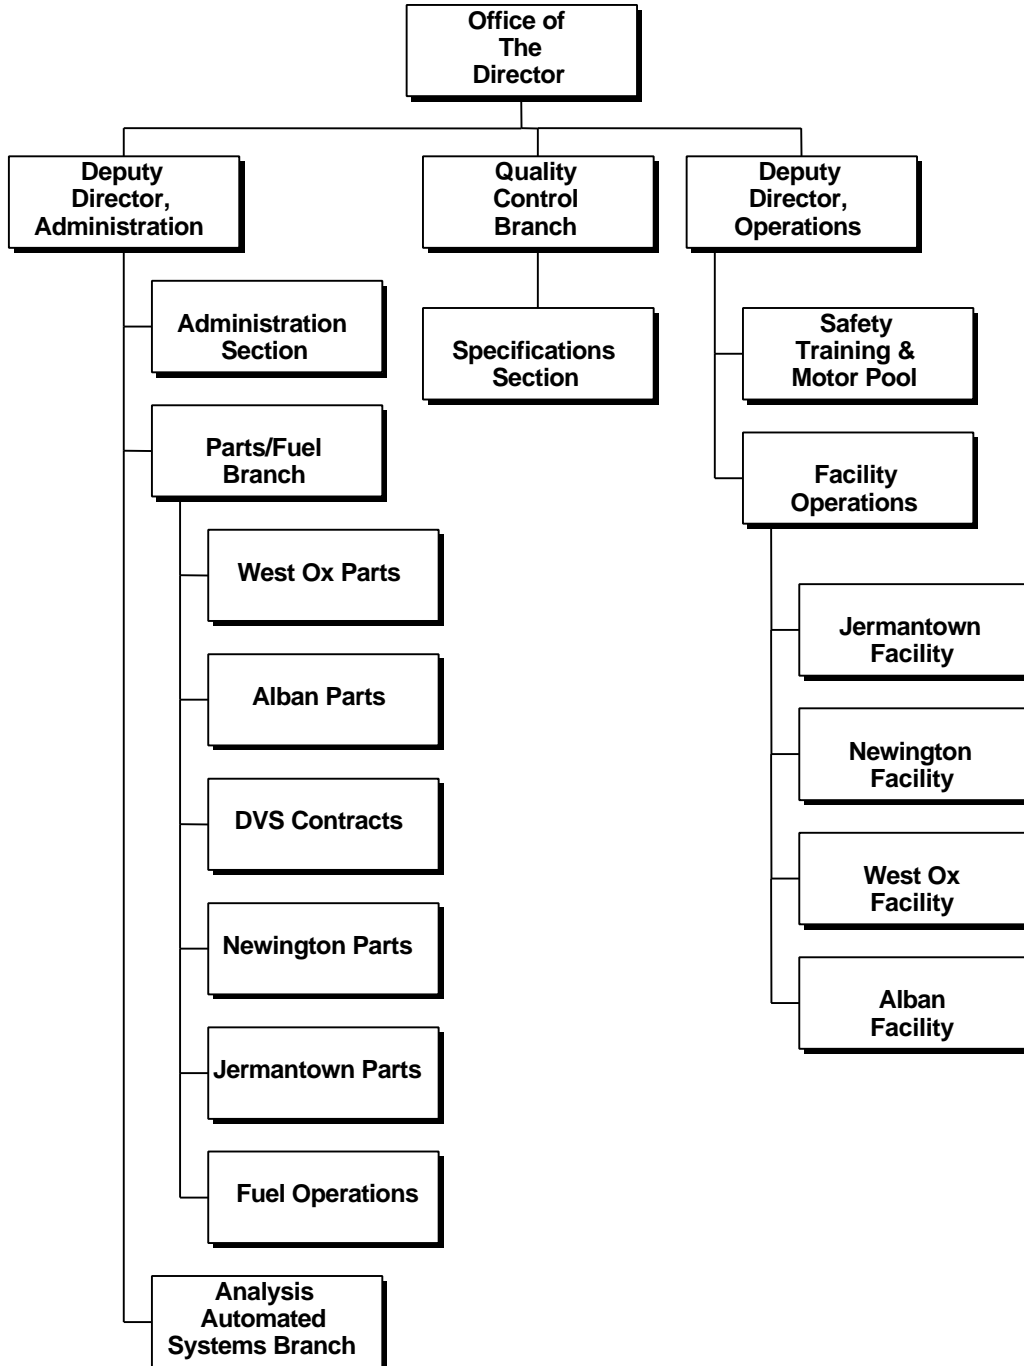 Office of
The
Director
Deputy
Director,
Administration
Quality
Control
Branch
Deputy
Director,
Operations
Administration
Section
Specifications
Section
Safety
Training &
Motor Pool
Parts/Fuel
Branch
Facility
Operations
West Ox Parts
Jermantown
Facility
Alban Parts
Newington
Facility
DVS Contracts
West Ox
Facility
Newington Parts
Alban
Facility
Jermantown Parts
Fuel Operations
Analysis
Automated
Systems Branch